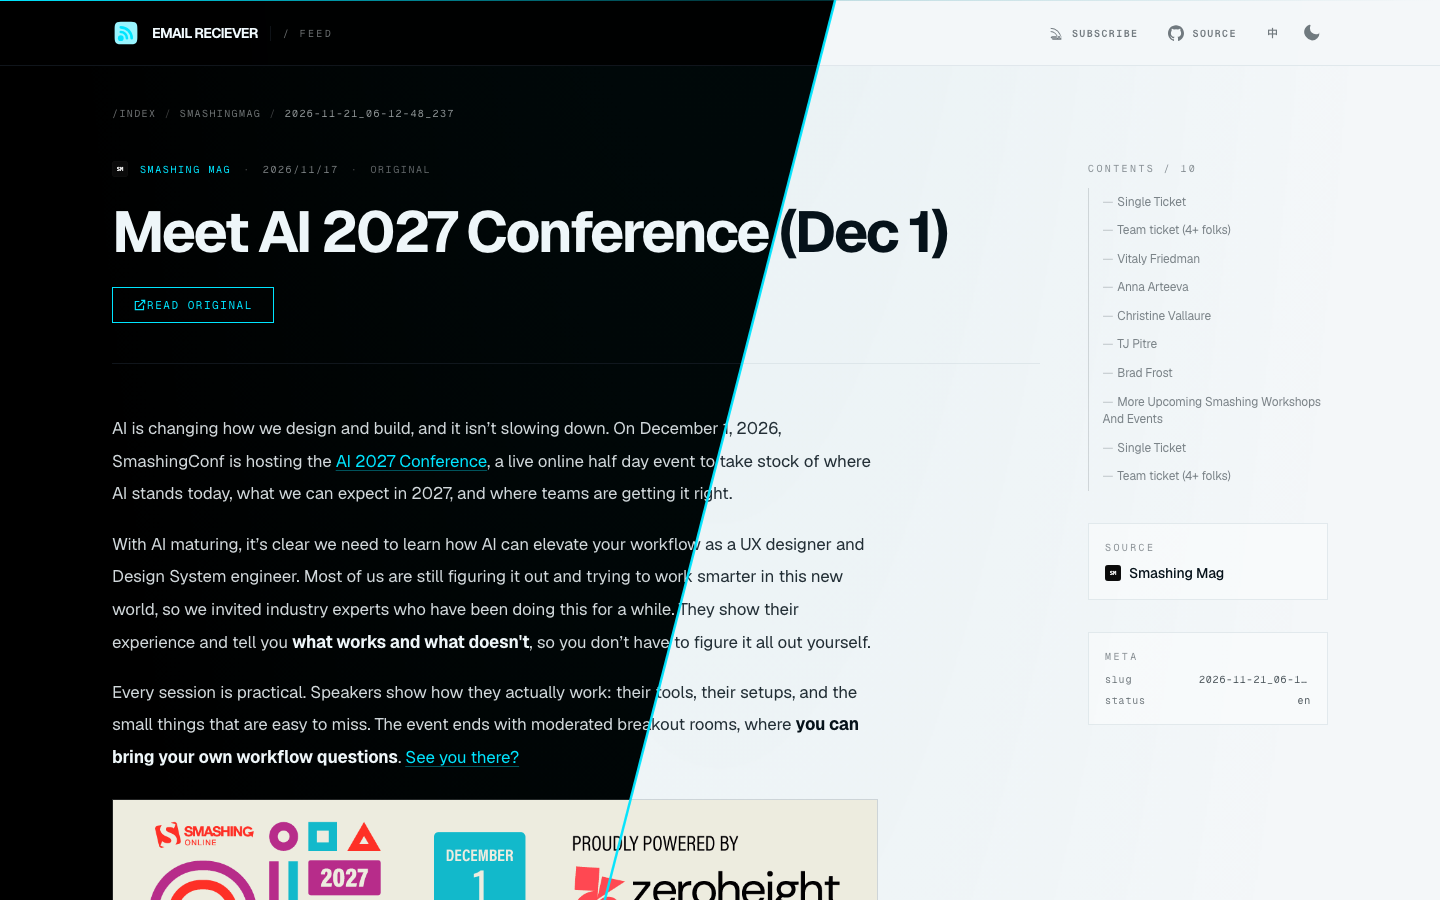 EMAIL RECIEVER / FEED
SUBSCRIBE SOURCE 中
/INDEX / SMASHINGMAG / 2026-11-21_06-12-48_237
SM SMASHING MAG · 2026/11/17 · ORIGINAL
Meet AI 2027 Conference (Dec 1)
READ ORIGINAL
AI is changing how we design and build, and it isn’t slowing down. On December 1, 2026,
SmashingConf is hosting the AI 2027 Conference, a live online half day event to take stock of where
AI stands today, what we can expect in 2027, and where teams are getting it right.
With AI maturing, it’s clear we need to learn how AI can elevate your workflow as a UX designer and
Design System engineer. Most of us are still figuring it out and trying to work smarter in this new
world, so we invited industry experts who have been doing this for a while. They show their
experience and tell you what works and what doesn't, so you don’t have to figure it all out yourself.
Every session is practical. Speakers show how they actually work: their tools, their setups, and the
small things that are easy to miss. The event ends with moderated breakout rooms, where you can
bring your own workflow questions. See you there?
SMASHING
ONLINE
2027
DECEMBER
1
PROUDLY POWERED BY
zeroheight
CONTENTS / 10
— Single Ticket
— Team ticket (4+ folks)
— Vitaly Friedman
— Anna Arteeva
— Christine Vallaure
— TJ Pitre
— Brad Frost
— More Upcoming Smashing Workshops
And Events
— Single Ticket
— Team ticket (4+ folks)
SOURCE
SM Smashing Mag
META
slug 2026-11-21_06-1…
status en